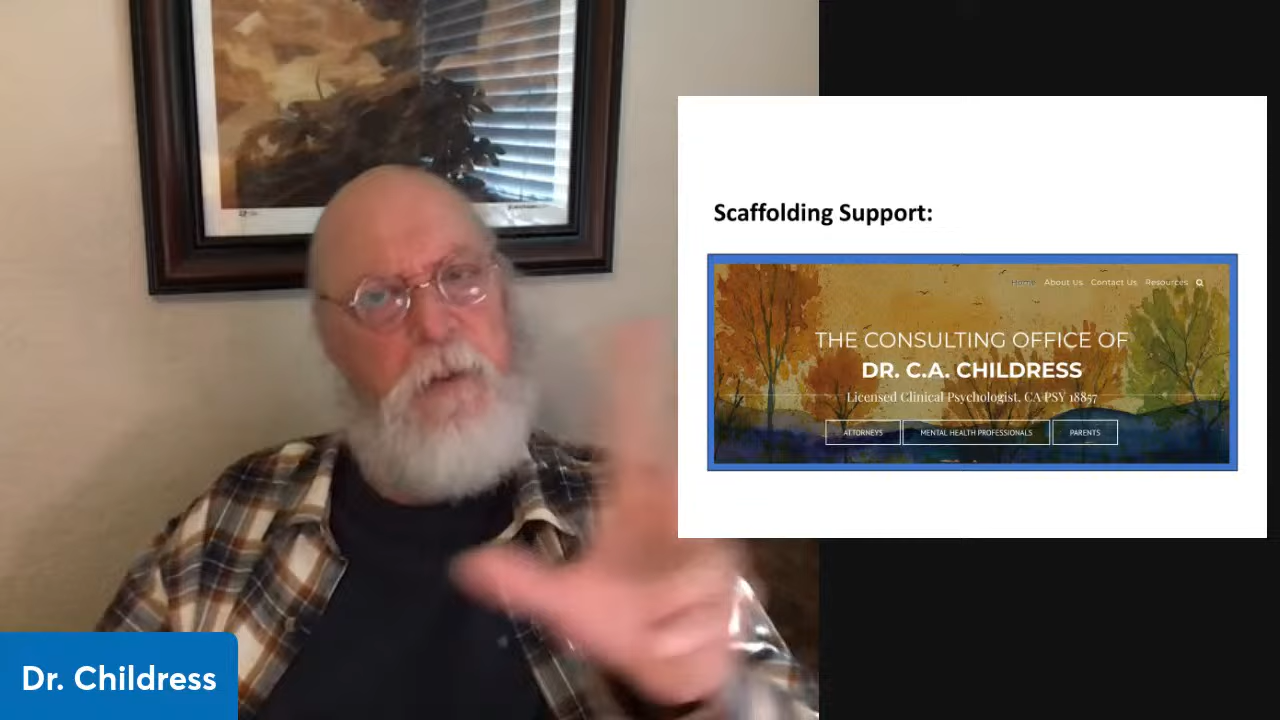 Scaffolding Support:
Home About Us Contact Us Resources
THE CONSULTING OFFICE OF
DR. C.A. CHILDRESS
Licensed Clinical Psychologist, CA PSY 18857
ATTORNEYS MENTAL HEALTH PROFESSIONALS PARENTS
Dr. Childress